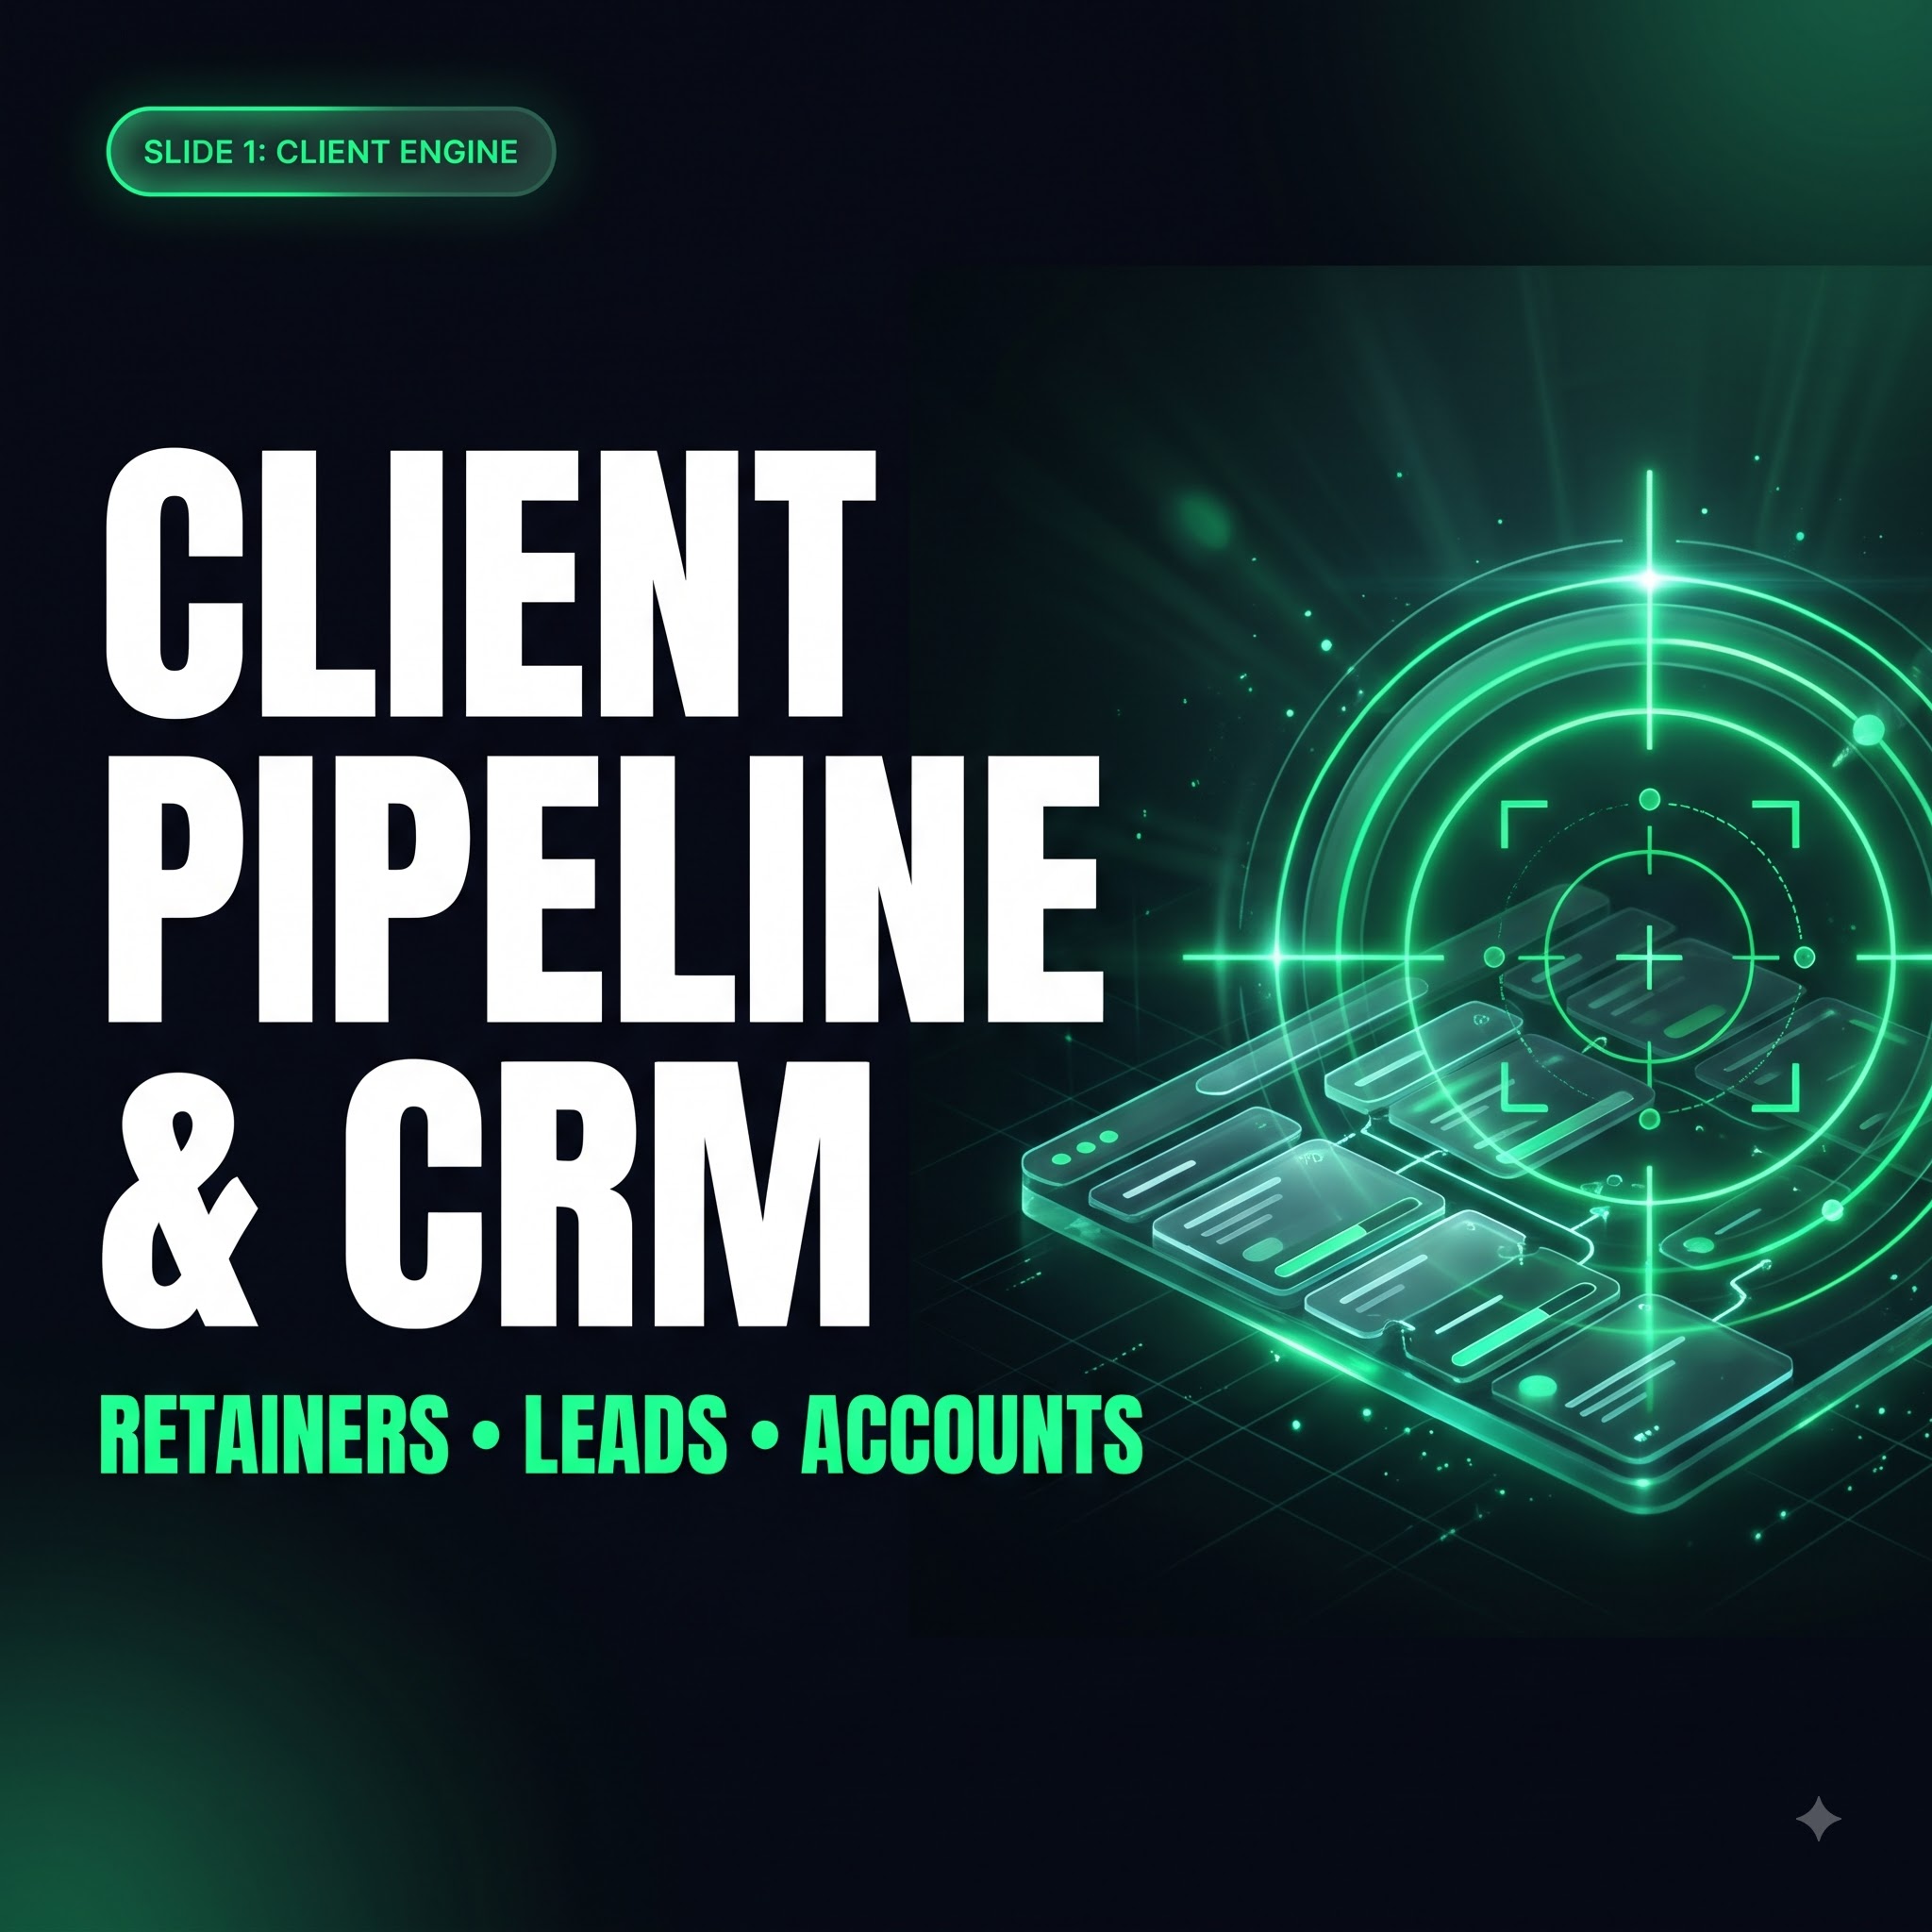 SLIDE 1: CLIENT ENGINE
CLIENT
PIPELINE
& CRM
RETAINERS • LEADS • ACCOUNTS